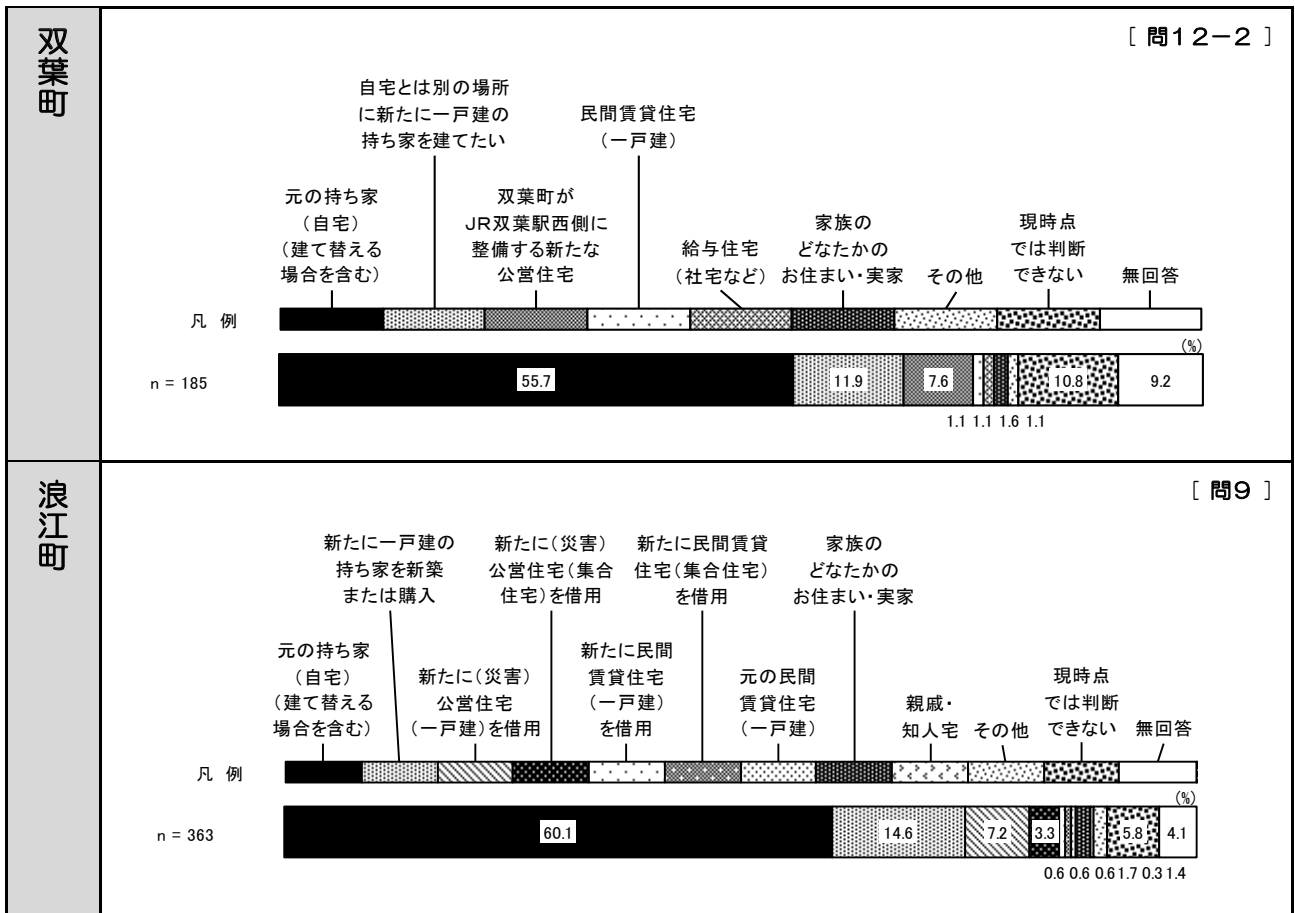 双葉町
［ 問１２－２ ］
自宅とは別の場所
に新たに一戸建の
持ち家を建てたい
民間賃貸住宅
（一戸建）
元の持ち家
（自宅）
（建て替える
場合を含む）
双葉町が
JR双葉駅西側に
整備する新たな
公営住宅
給与住宅
（社宅など）
家族の
どなたかの
お住まい・実家
その他
現時点
では判断
できない
無回答
凡 例
(%)
n = 185
55.7
11.9
7.6
10.8
9.2
1.1 1.1 1.6 1.1
浪江町
［ 問９ ］
新たに一戸建の
持ち家を新築
または購入
新たに（災害）
公営住宅（集合
住宅）を借用
新たに民間賃貸
住宅（集合住宅）
を借用
家族の
どなたかの
お住まい・実家
元の持ち家
（自宅）
（建て替える
場合を含む）
新たに（災害）
公営住宅
（一戸建）を借用
新たに民間
賃貸住宅
（一戸建）
を借用
元の民間
賃貸住宅
（一戸建）
親戚・
知人宅
その他
現時点
では判断
できない
無回答
凡 例
(%)
n = 363
60.1
14.6
7.2
3.3
5.8
4.1
0.6 0.6 0.6 1.7 0.3 1.4